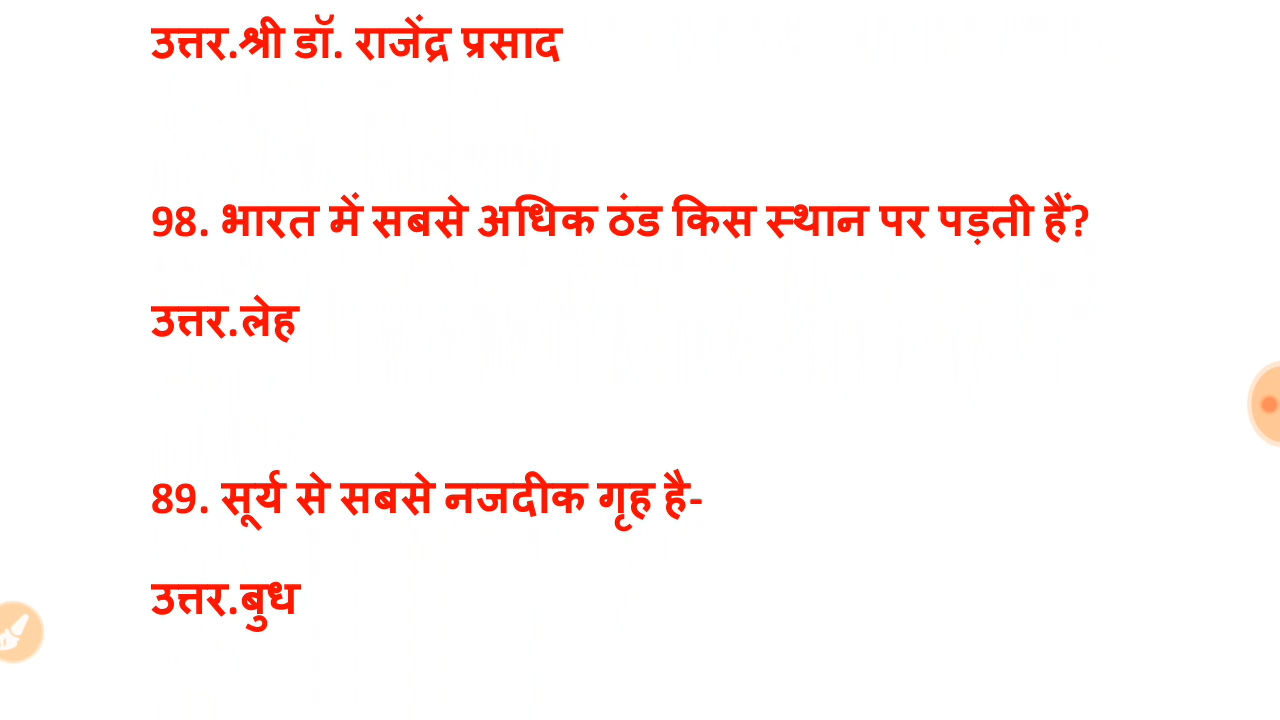 उत्तर.श्री डॉ. राजेंद्र प्रसाद
98. भारत में सबसे अधिक ठंड किस स्थान पर पड़ती हैं?
उत्तर.लेह
89. सूर्य से सबसे नजदीक गृह है-
उत्तर.बुध